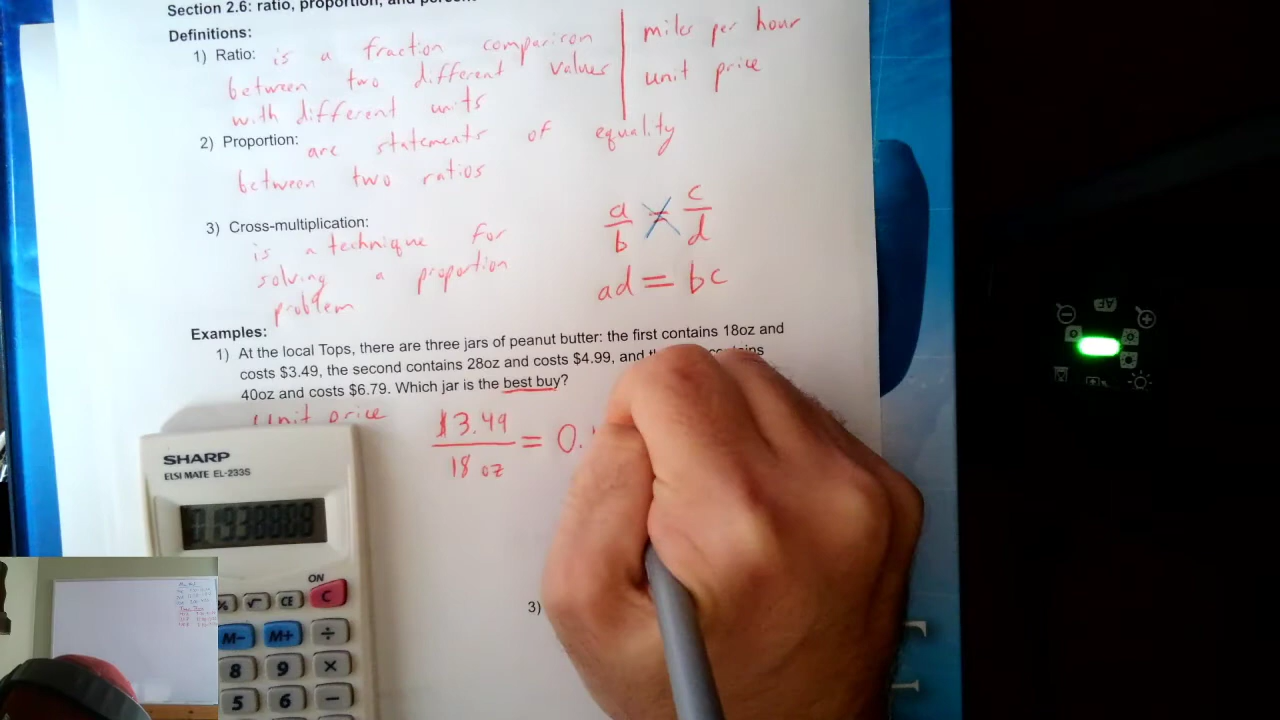 Section 2.6: ratio, proportion, and
Definitions:
1) Ratio: is a fraction comparison
between two different values
with different units
miles per hour
unit price
2) Proportion: are statements of equality
between two ratios
3) Cross-multiplication:
is a technique for
solving a proportion
problem
a/b = c/d
ad = bc
Examples:
1) At the local Tops, there are three jars of peanut butter: the first contains 18oz and
costs $3.49, the second contains 28oz and costs $4.99, and
40oz and costs $6.79. Which jar is the best buy?
Unit price
$3.49 / 18 oz = 0.
SHARP
ELSI MATE EL-233S
ON
√ CE C
M- M+ ÷
8 9 ×
5 6 −
3)
AF